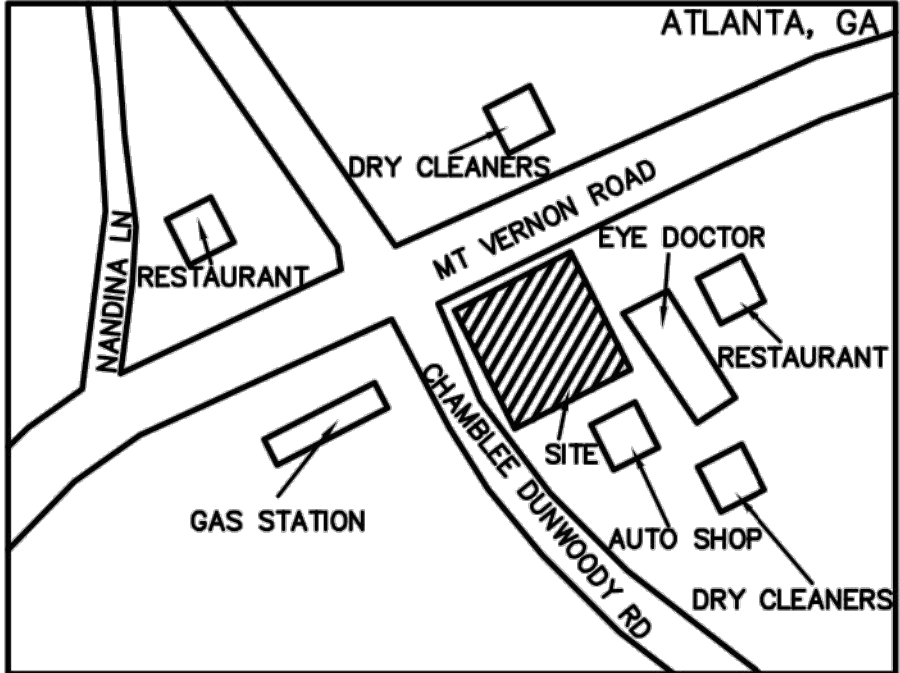 ATLANTA, GA
DRY CLEANERS
MT VERNON ROAD
EYE DOCTOR
NANDINA LN
RESTAURANT
RESTAURANT
CHAMBLEE DUNWOODY RD
SITE
GAS STATION
AUTO SHOP
DRY CLEANERS